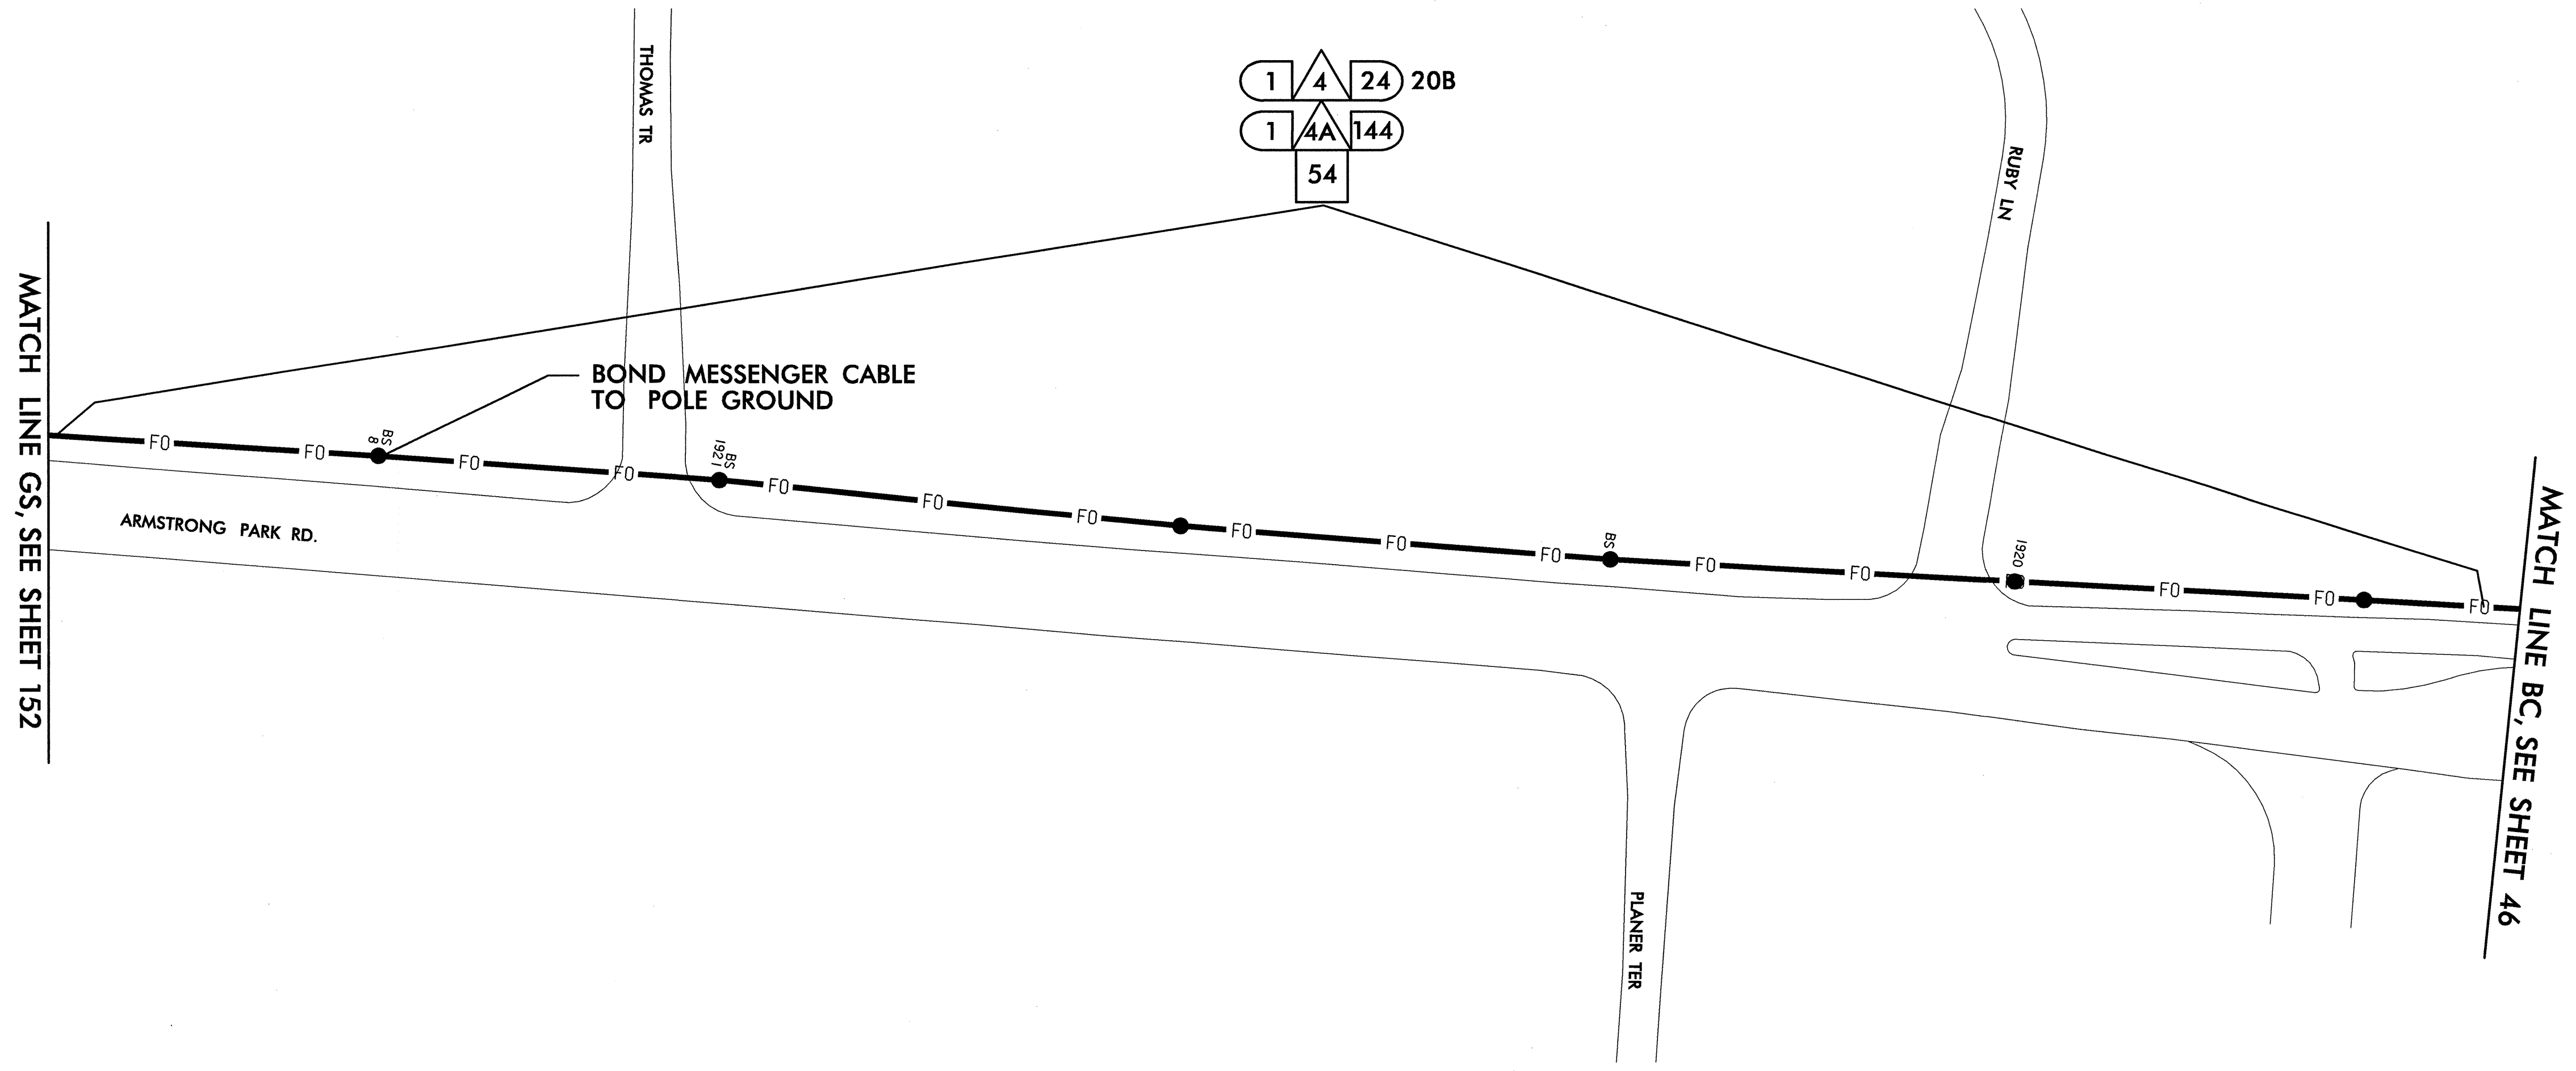 THOMAS TR
1 4 24 20B
1 4A 144
54
RUBY LN
MATCH LINE GS, SEE SHEET 152
BOND MESSENGER CABLE
TO POLE GROUND
BS
8
FO FO FO FO FO FO FO FO FO FO FO FO FO FO FO
1921
BS
BS
1920
ARMSTRONG PARK RD.
MATCH LINE BC, SEE SHEET 46
PLANER TER